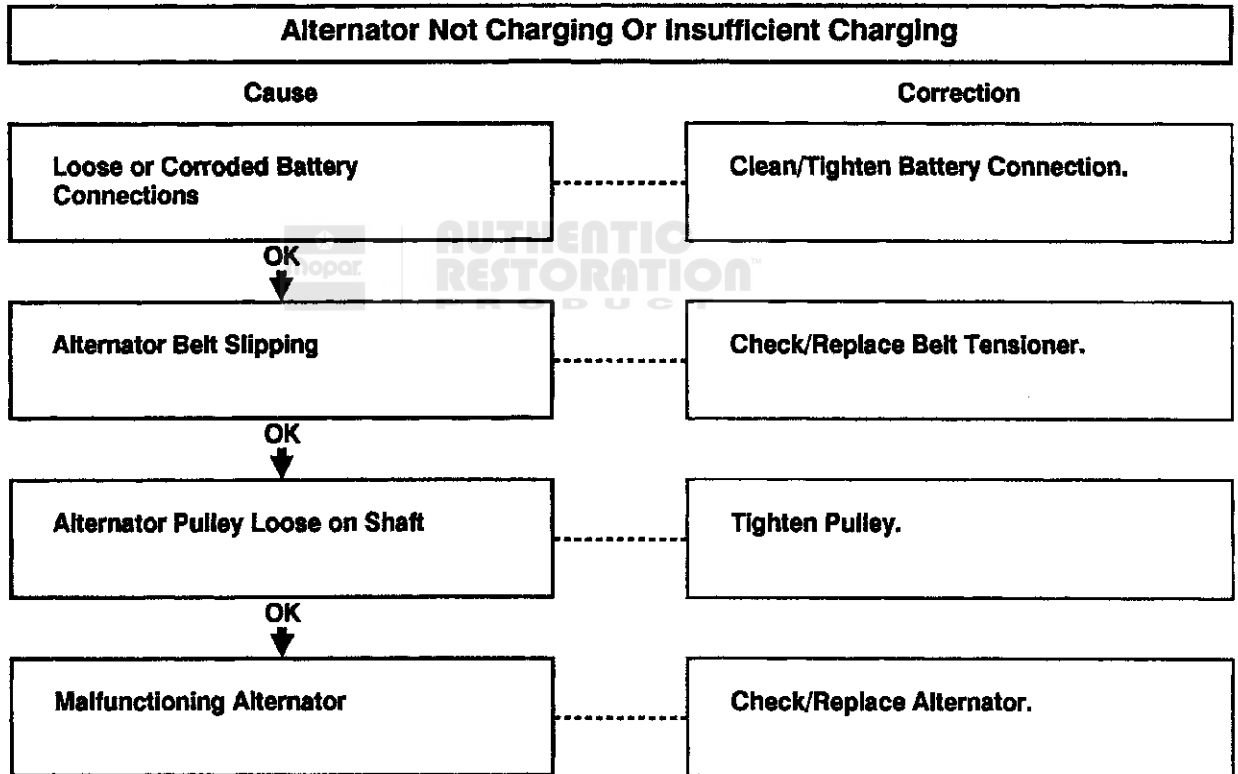 Alternator Not Charging Or Insufficient Charging
Cause
Correction
Loose or Corroded Battery
Connections
Clean/Tighten Battery Connection.
mopar
AUTHENTIC
RESTORATION™
PRODUCT
OK
Alternator Belt Slipping
Check/Replace Belt Tensioner.
OK
Alternator Pulley Loose on Shaft
Tighten Pulley.
OK
Malfunctioning Alternator
Check/Replace Alternator.